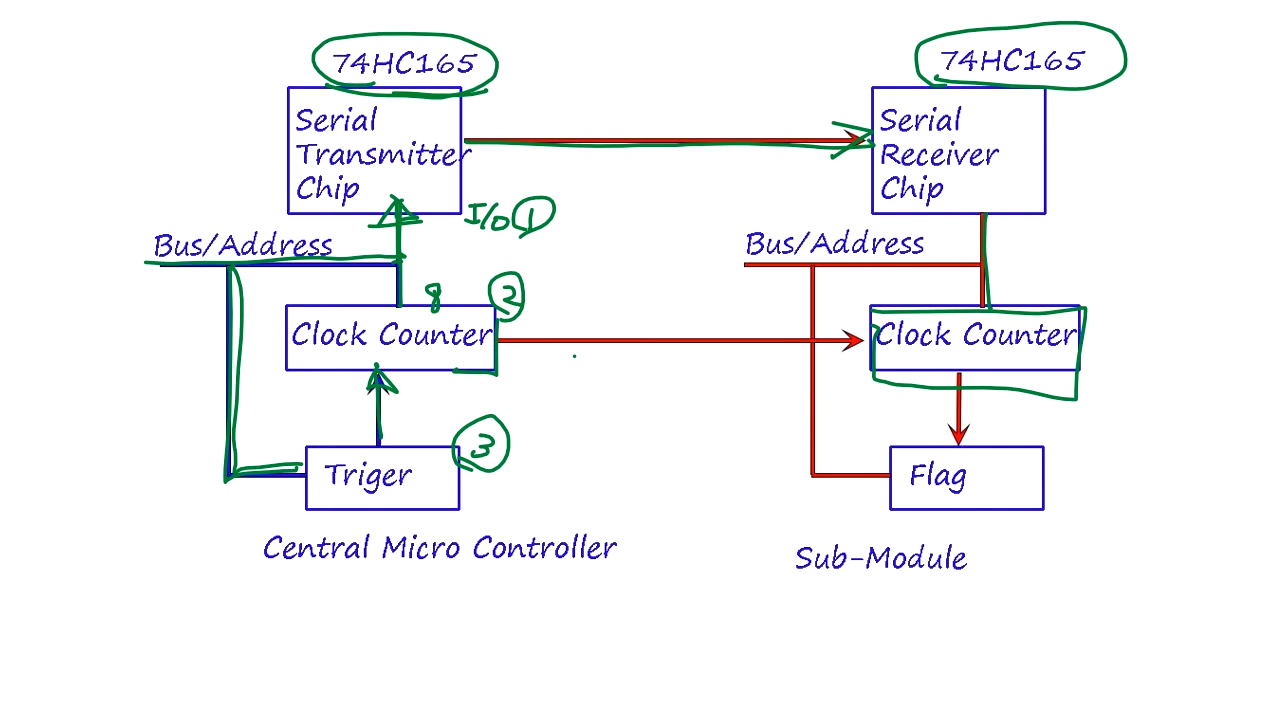 74HC165
Serial
Transmitter
Chip
I/O 1
Bus/Address
8
2
Clock Counter
3
Triger
Central Micro Controller
74HC165
Serial
Receiver
Chip
Bus/Address
Clock Counter
Flag
Sub-Module